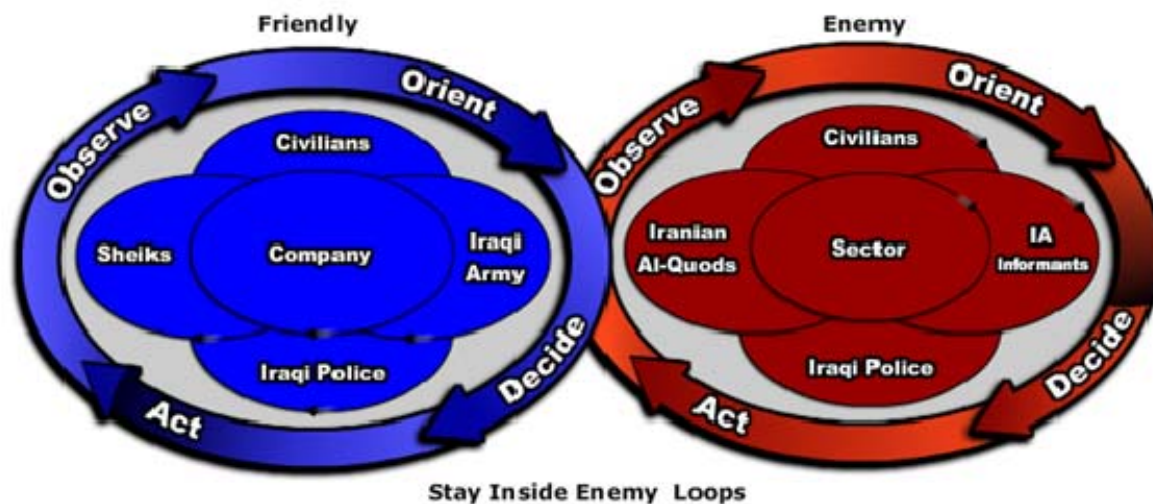 Friendly
Enemy
Observe
Orient
Decide
Act
Civilians
Sheiks
Company
Iraqi
Army
Iraqi Police
Observe
Orient
Decide
Act
Civilians
Iranian
Al-Quods
Sector
IA
Informants
Iraqi Police
Stay Inside Enemy Loops